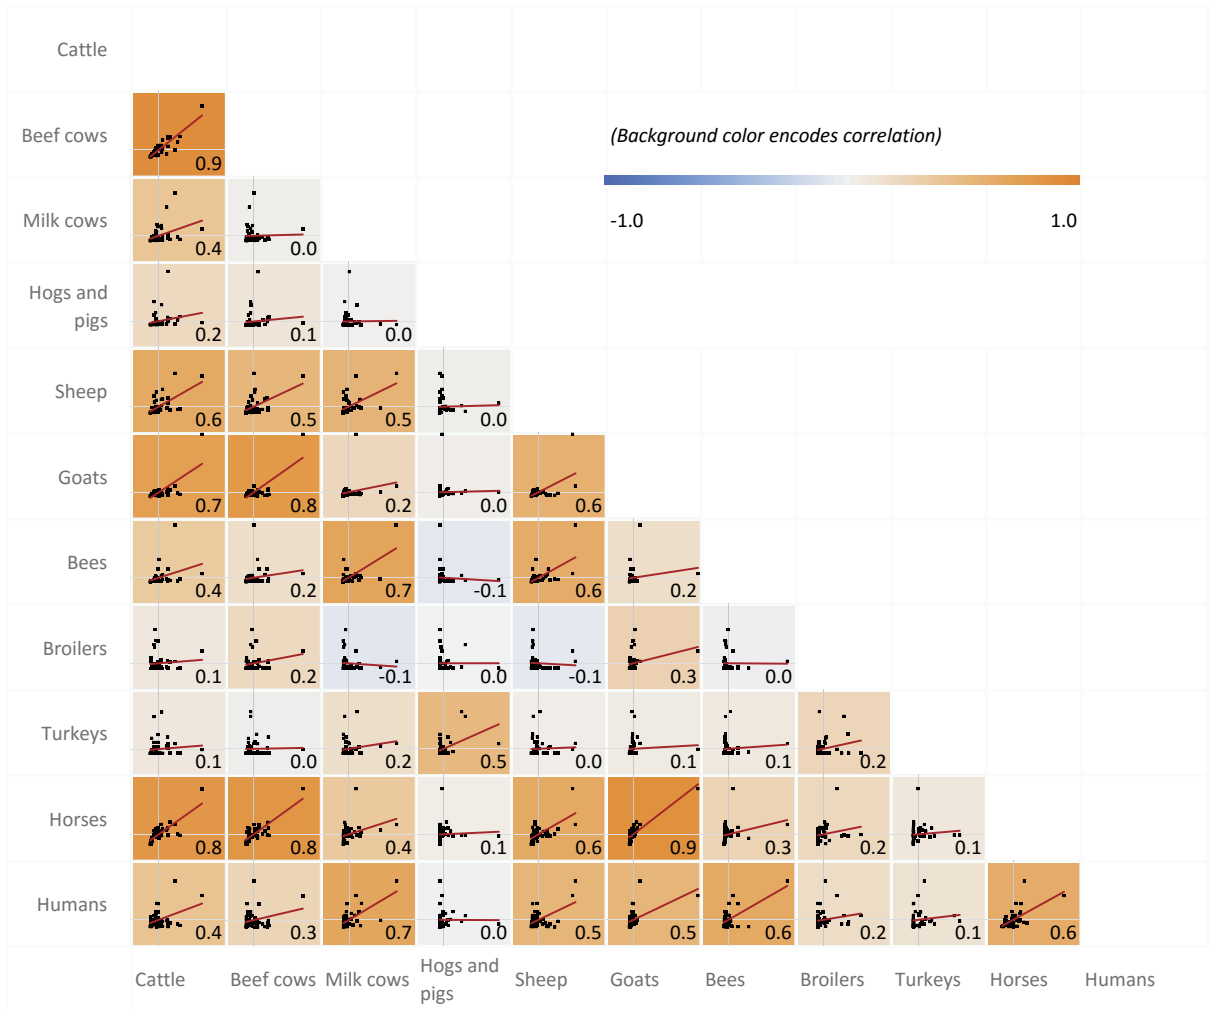 Cattle
Beef cows
(Background color encodes correlation)
0.9
-1.0 1.0
Milk cows
0.4 0.0
Hogs and
pigs
0.2 0.1 0.0
Sheep
0.6 0.5 0.5 0.0
Goats
0.7 0.8 0.2 0.0 0.6
Bees
0.4 0.2 0.7 -0.1 0.6 0.2
Broilers
0.1 0.2 -0.1 0.0 -0.1 0.3 0.0
Turkeys
0.1 0.0 0.2 0.5 0.0 0.1 0.1 0.2
Horses
0.8 0.8 0.4 0.1 0.6 0.9 0.3 0.2 0.1
Humans
0.4 0.3 0.7 0.0 0.5 0.5 0.6 0.2 0.1 0.6
Cattle Beef cows Milk cows Hogs and Sheep Goats Bees Broilers Turkeys Horses Humans
pigs